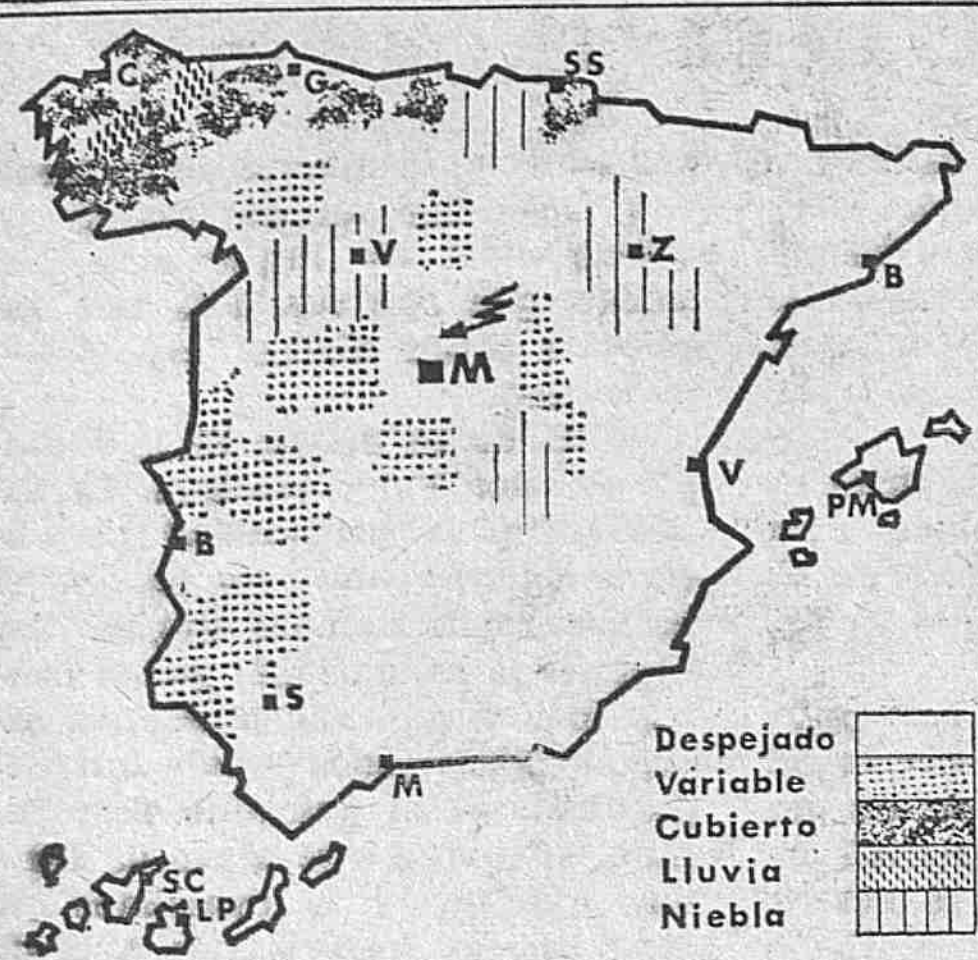 C
G
SS
V
Z
B
M
V
PM
B
S
M
SC
LP
Despejado
Variable
Cubierto
Lluvia
Niebla